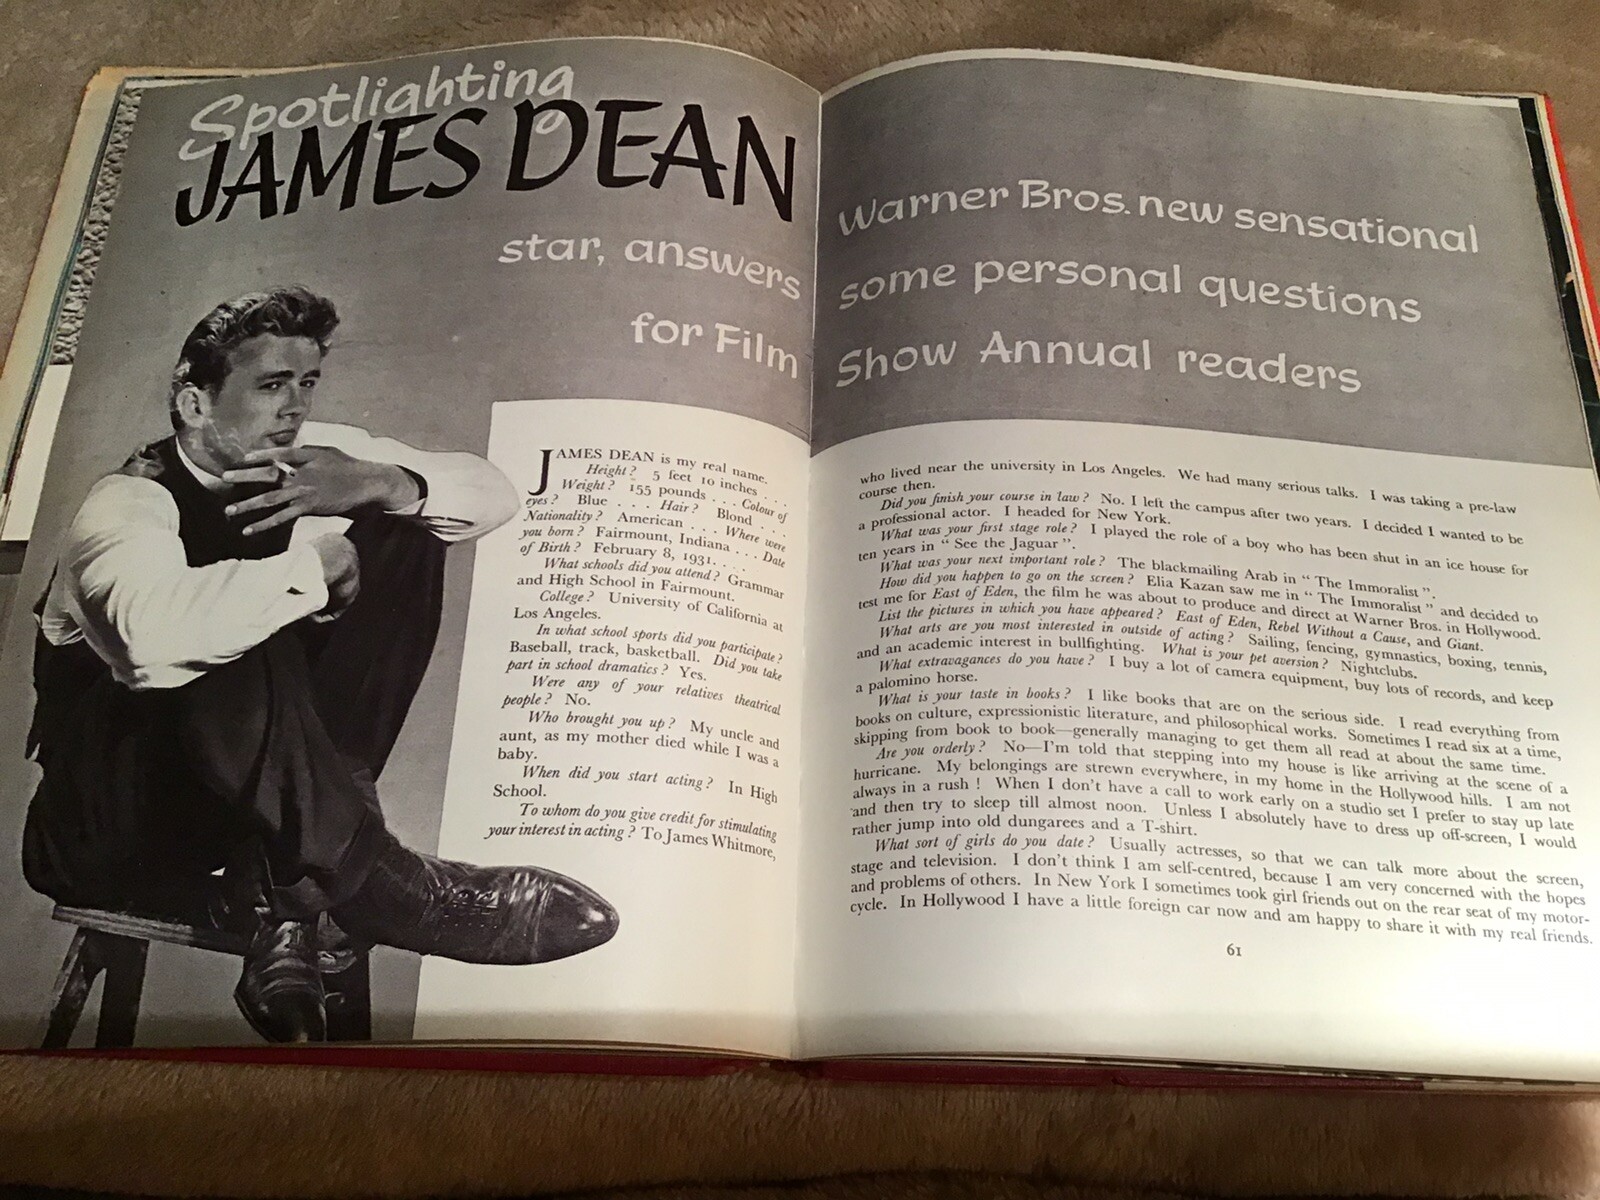 Spotlighting
JAMES DEAN
Warner Bros. new sensational
star, answers
some personal questions
for Film
Show Annual readers
JAMES DEAN is my real name.
Height? 5 feet 10 inches . . .
Weight? 155 pounds . . . Colour of
eyes? Blue . . . Hair? Blond . . .
Nationality? American . . . Where were
you born? Fairmount, Indiana . . . Date
of Birth? February 8, 1931. . . .
What schools did you attend? Grammar
and High School in Fairmount.
College? University of California at
Los Angeles.
In what school sports did you participate?
Baseball, track, basketball. Did you take
part in school dramatics? Yes.
Were any of your relatives theatrical
people? No.
Who brought you up? My uncle and
aunt, as my mother died while I was a
baby.
When did you start acting? In High
School.
To whom do you give credit for stimulating
your interest in acting? To James Whitmore,
who lived near the university in Los Angeles. We had many serious talks. I was taking a pre-law
course then.
Did you finish your course in law? No. I left the campus after two years. I decided I wanted to be
a professional actor. I headed for New York.
What was your first stage role? I played the role of a boy who has been shut in an ice house for
ten years in " See the Jaguar ".
What was your next important role? The blackmailing Arab in " The Immoralist ".
How did you happen to go on the screen? Elia Kazan saw me in " The Immoralist " and decided to
test me for East of Eden, the film he was about to produce and direct at Warner Bros. in Hollywood.
List the pictures in which you have appeared? East of Eden, Rebel Without a Cause, and Giant.
What arts are you most interested in outside of acting? Sailing, fencing, gymnastics, boxing, tennis,
and an academic interest in bullfighting. What is your pet aversion? Nightclubs.
What extravagances do you have? I buy a lot of camera equipment, buy lots of records, and keep
a palomino horse.
What is your taste in books? I like books that are on the serious side. I read everything from
books on culture, expressionistic literature, and philosophical works. Sometimes I read six at a time,
skipping from book to book—generally managing to get them all read at about the same time.
Are you orderly? No—I'm told that stepping into my house is like arriving at the scene of a
hurricane. My belongings are strewn everywhere, in my home in the Hollywood hills. I am not
always in a rush ! When I don't have a call to work early on a studio set I prefer to stay up late
and then try to sleep till almost noon. Unless I absolutely have to dress up off-screen, I would
rather jump into old dungarees and a T-shirt.
What sort of girls do you date? Usually actresses, so that we can talk more about the screen,
stage and television. I don't think I am self-centred, because I am very concerned with the hopes
and problems of others. In New York I sometimes took girl friends out on the rear seat of my motor-
cycle. In Hollywood I have a little foreign car now and am happy to share it with my real friends.
61